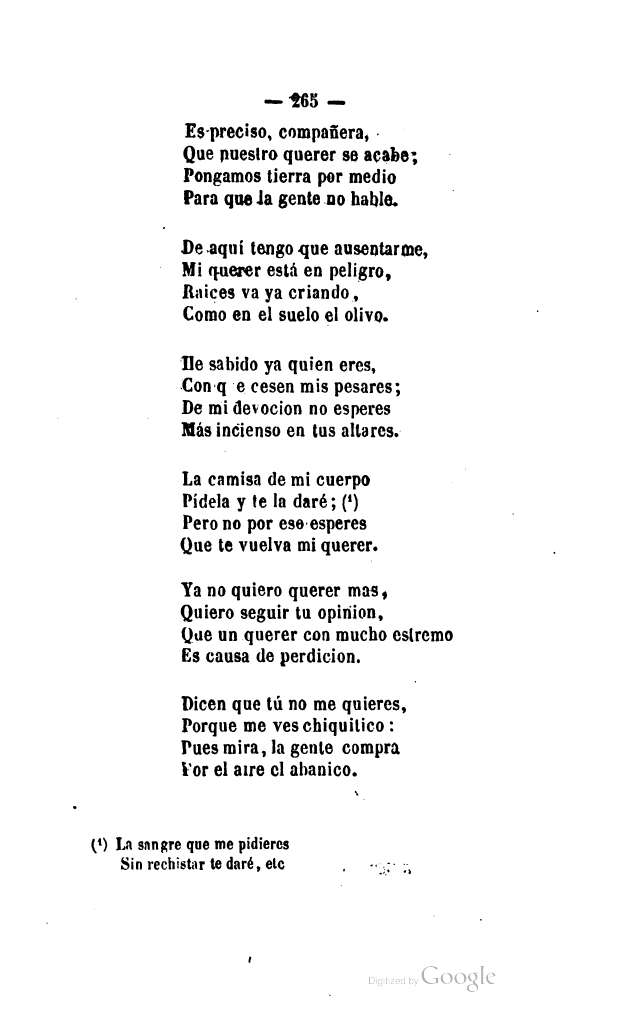 — 265 —
Es preciso, compañera,
Que nuestro querer se acabe;
Pongamos tierra por medio
Para que la gente no hable.
De aquí tengo que ausentarme,
Mi querer está en peligro,
Raices va ya criando,
Como en el suelo el olivo.
He sabido ya quien eres,
Con q e cesen mis pesares;
De mi devocion no esperes
Más incienso en tus altares.
La camisa de mi cuerpo
Pídela y te la daré; (¹)
Pero no por eso esperes
Que te vuelva mi querer.
Ya no quiero querer mas,
Quiero seguir tu opinion,
Que un querer con mucho estremo
Es causa de perdicion.
Dicen que tú no me quieres,
Porque me ves chiquitico:
Pues mira, la gente compra
Por el aire el abanico.
(¹) La sangre que me pidieres
Sin rechistar te daré, etc
Digitized by Google